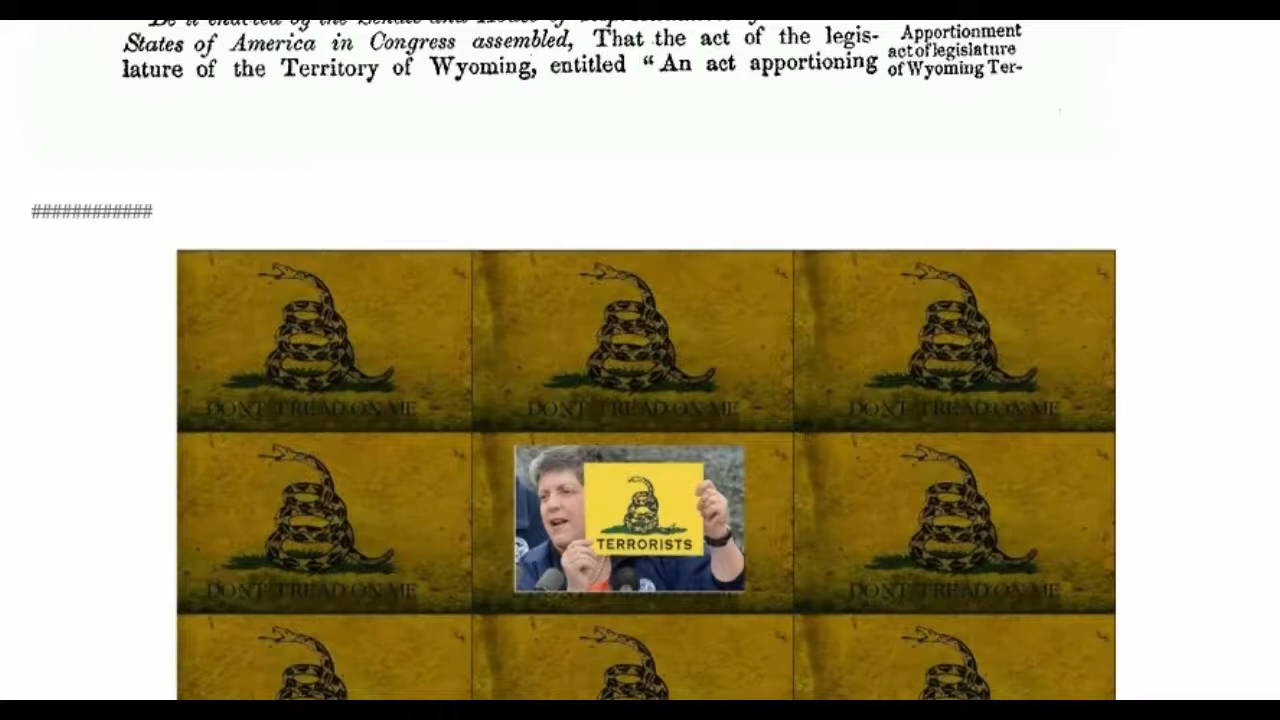 States of America in Congress assembled, That the act of the legis-
lature of the Territory of Wyoming, entitled “An act apportioning
Apportionment
act of legislature
of Wyoming Ter-
############
DONT TREAD ON ME
DONT TREAD ON ME
DONT TREAD ON ME
DONT TREAD ON ME
TERRORISTS
DONT TREAD ON ME